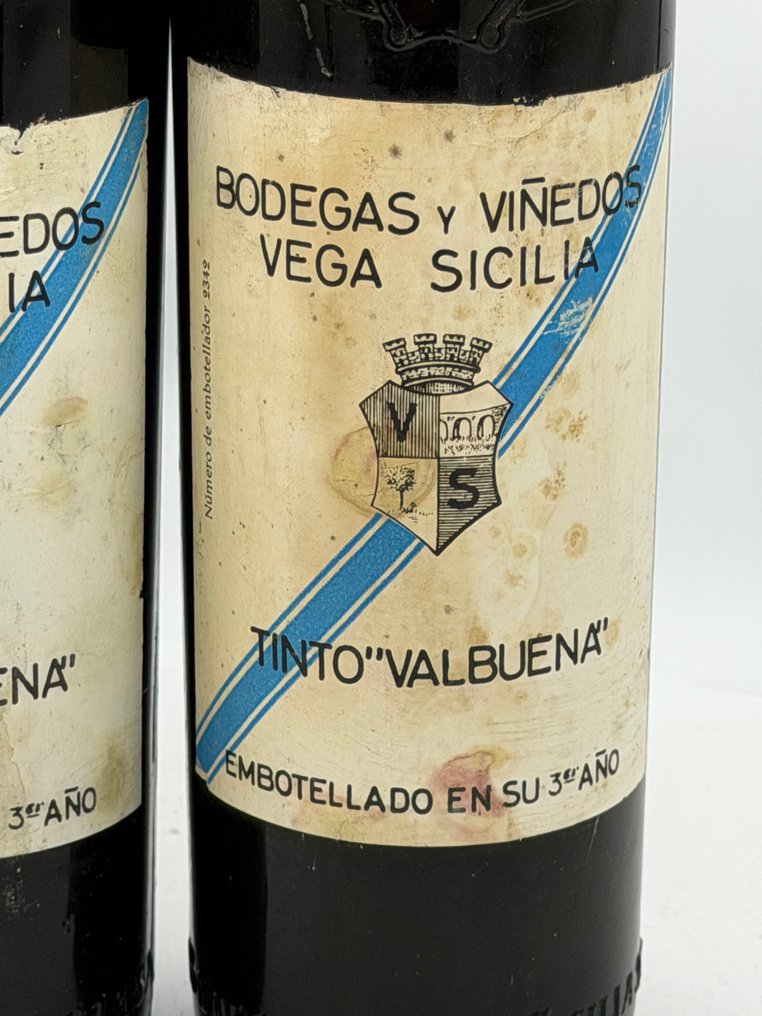 EDOS
IA
ENA"
3er AÑO
BODEGAS Y VIÑEDOS
VEGA SICILIA
Número de embotellador 2342
V
S
TINTO "VALBUENA"
EMBOTELLADO EN SU 3er AÑO